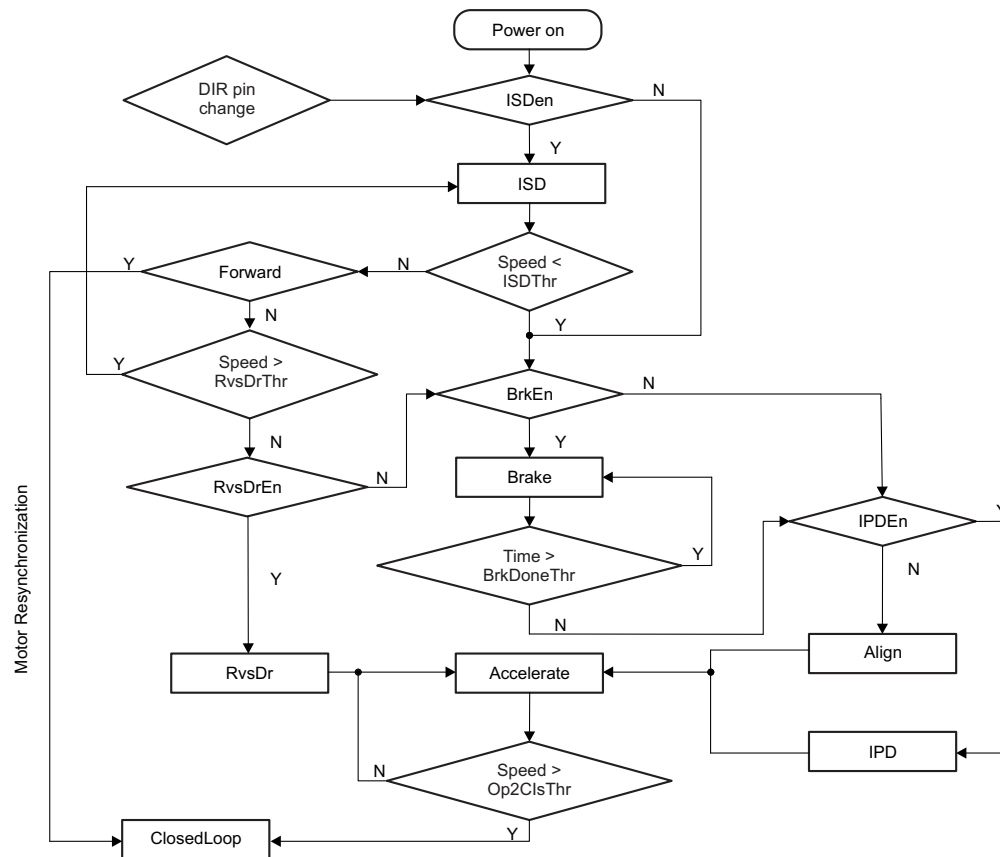 Power on
DIR pin
change
ISDen
N
Y
ISD
Speed <
ISDThr
N
Forward
Y
N
Y
Speed >
RvsDrThr
Y
N
BrkEn
N
Y
RvsDrEn
N
Brake
Y
Time >
BrkDoneThr
Y
N
IPDEn
Y
N
Motor Resynchronization
RvsDr
Accelerate
Align
IPD
Speed >
Op2ClsThr
N
Y
ClosedLoop